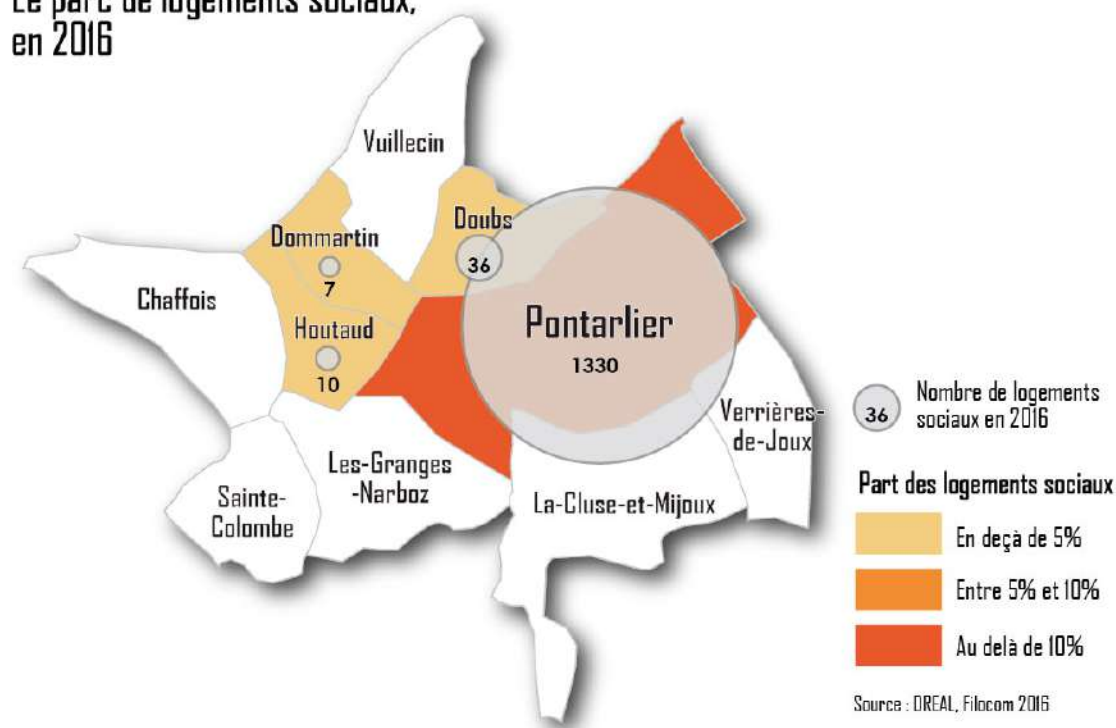 Le parc de logements sociaux,
en 2016
Vuillecin
Doubs
36
Dommartin
7
Chaffois
Houtaud
10
Pontarlier
1330
Verrières-
de-Joux
Les-Granges
-Narboz
La-Cluse-et-Mijoux
Sainte-
Colombe
36
Nombre de logements
sociaux en 2016
Part des logements sociaux
En deçà de 5%
Entre 5% et 10%
Au delà de 10%
Source : DREAL, Filocom 2016